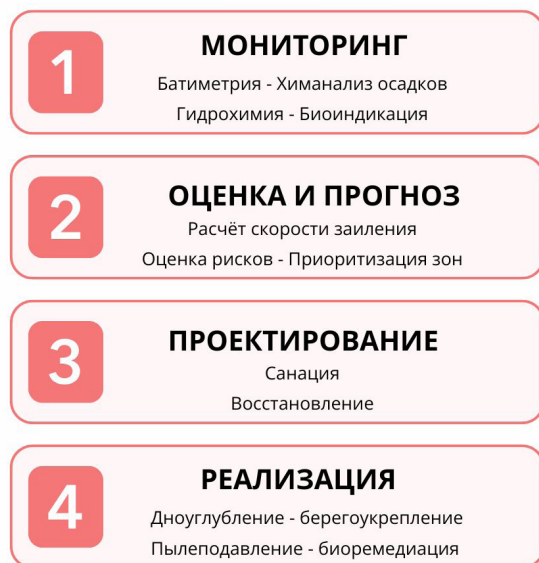 1
МОНИТОРИНГ
Батиметрия - Химанализ осадков
Гидрохимия - Биоиндикация
2
ОЦЕНКА И ПРОГНОЗ
Расчёт скорости заиления
Оценка рисков - Приоритизация зон
3
ПРОЕКТИРОВАНИЕ
Санация
Восстановление
4
РЕАЛИЗАЦИЯ
Дноуглубление - берегоукрепление
Пылеподавление - биоремедиация